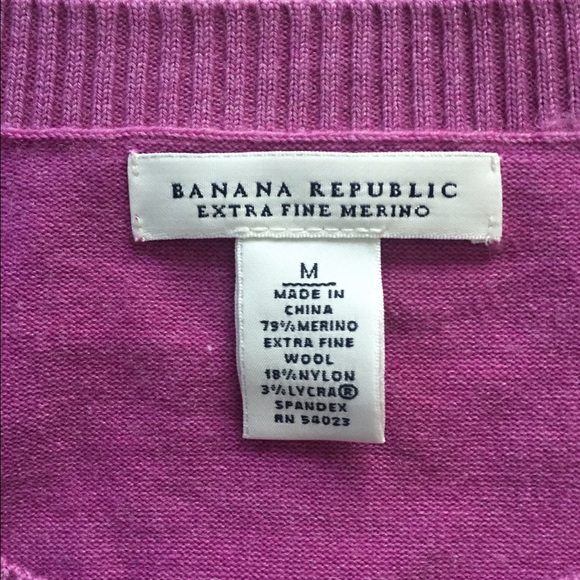 BANANA REPUBLIC
EXTRA FINE MERINO
M
MADE IN
CHINA
79%MERINO
EXTRA FINE
WOOL
18%NYLON
3%LYCRA®
SPANDEX
RN 54023